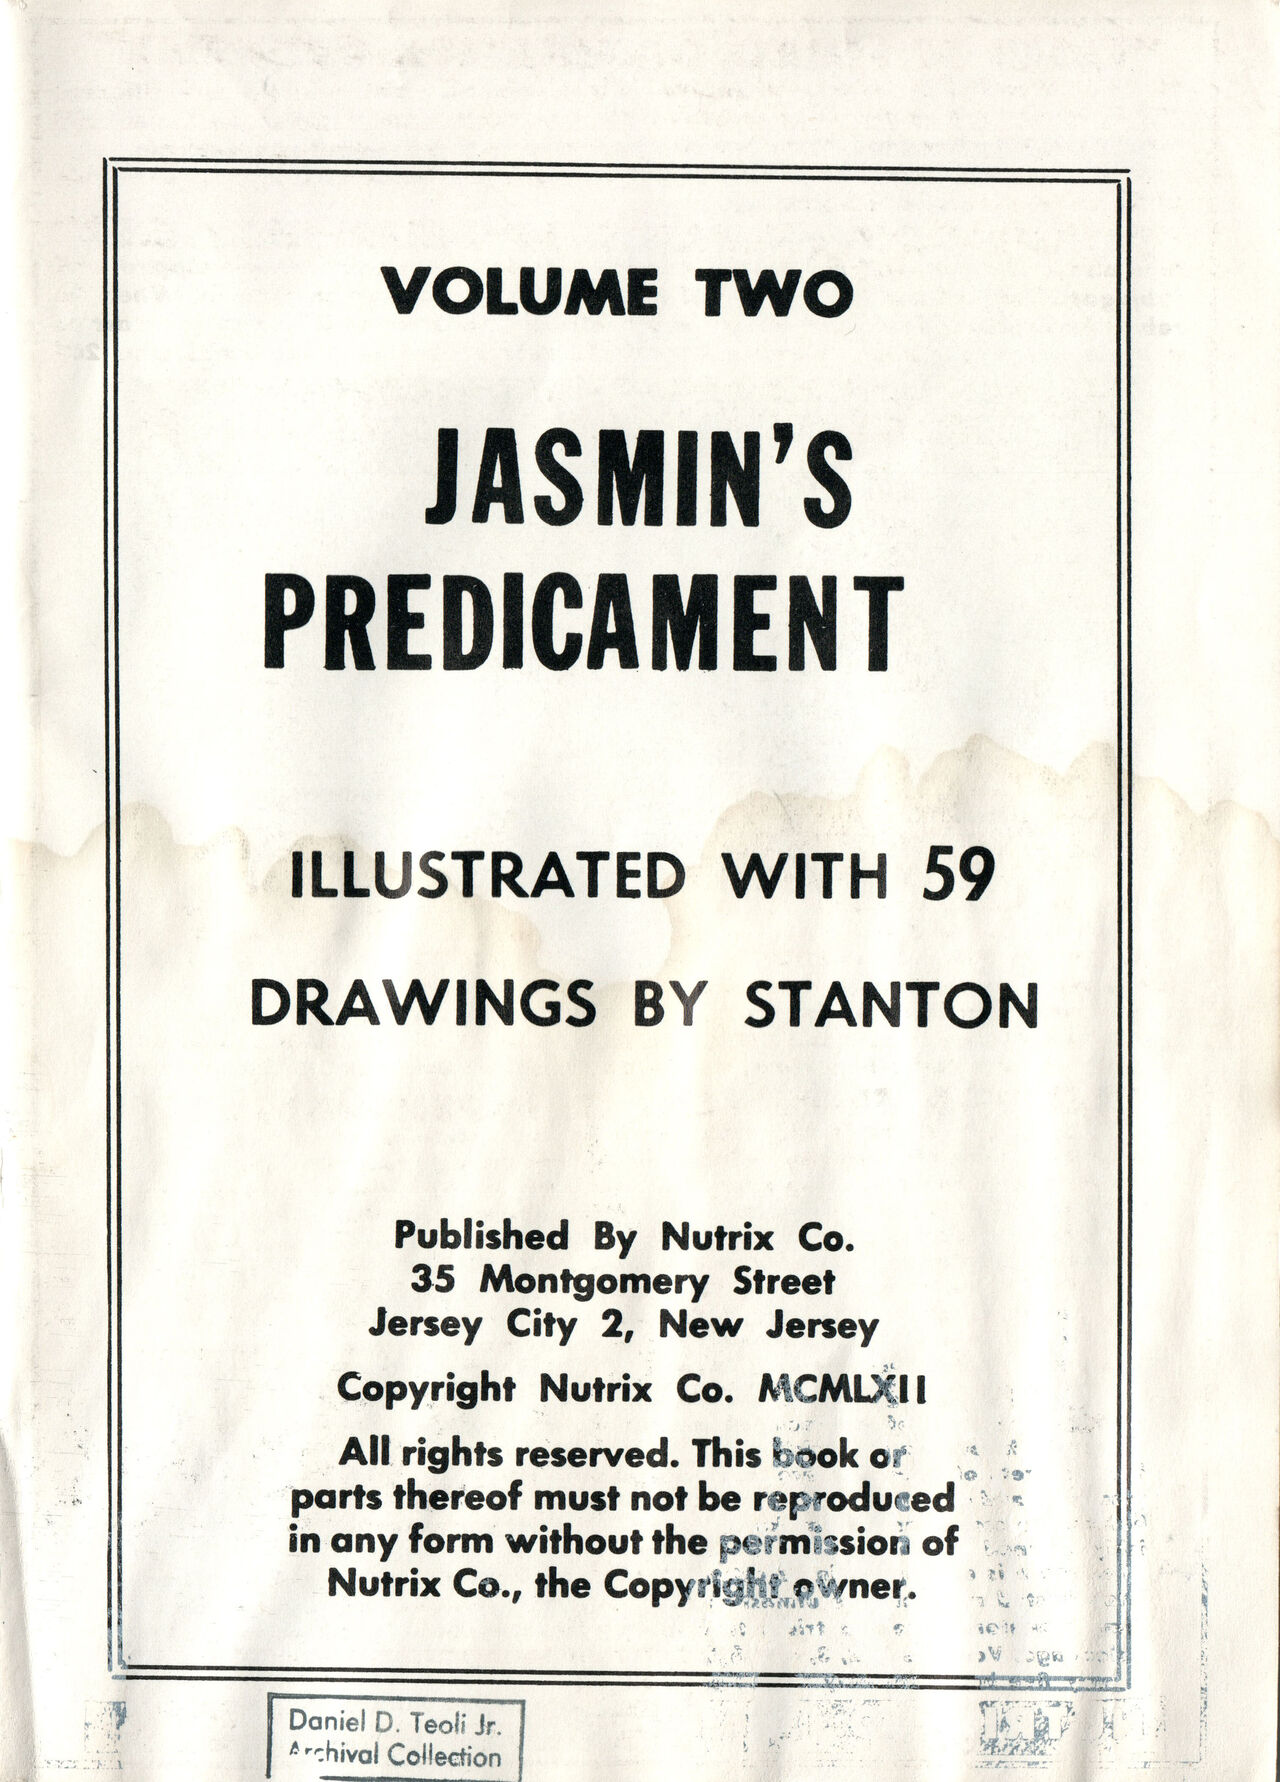 VOLUME TWO
JASMIN'S
PREDICAMENT
ILLUSTRATED WITH 59
DRAWINGS BY STANTON
Published By Nutrix Co.
35 Montgomery Street
Jersey City 2, New Jersey
Copyright Nutrix Co. MCMLXII
All rights reserved. This book or
parts thereof must not be reproduced
in any form without the permission of
Nutrix Co., the Copyright owner.
Daniel D. Teoli Jr.
Archival Collection